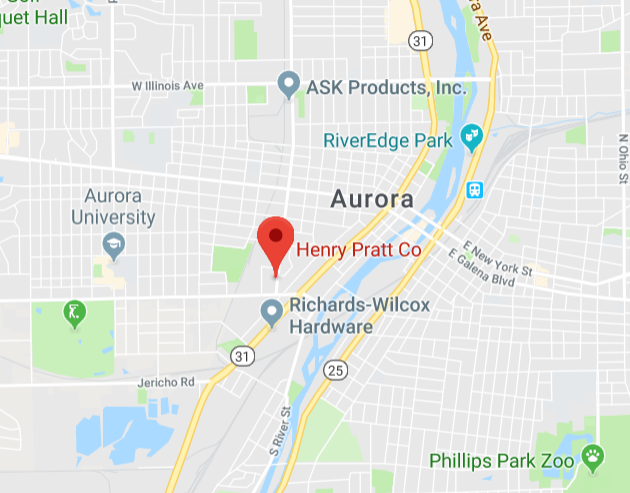 quet Hall
a Ave
31
W Illinois Ave
ASK Products, Inc.
RiverEdge Park
N Ohio St
Aurora
University
Aurora
Henry Pratt Co
E New York St
E Galena Blvd
Richards-Wilcox
Hardware
31
25
Jericho Rd
S River St
Phillips Park Zoo